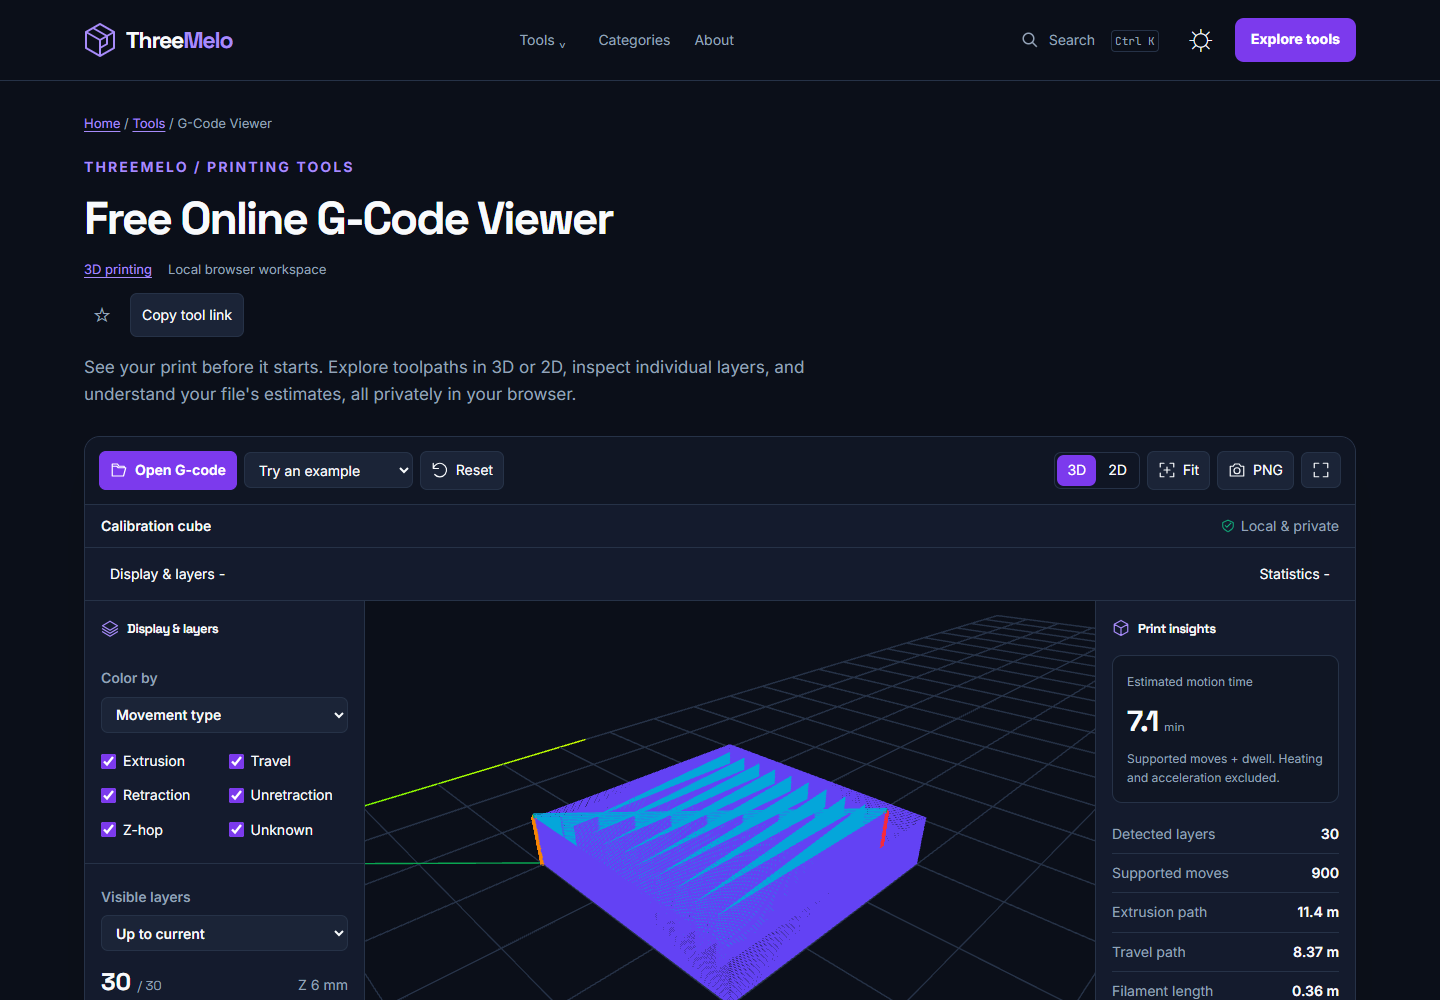 ThreeMelo
Tools
Categories
About
Search
Ctrl K
Explore tools
Home / Tools / G-Code Viewer
THREEMELO / PRINTING TOOLS
Free Online G-Code Viewer
3D printing
Local browser workspace
Copy tool link
See your print before it starts. Explore toolpaths in 3D or 2D, inspect individual layers, and
understand your file's estimates, all privately in your browser.
Open G-code
Try an example
Reset
3D
2D
Fit
PNG
Calibration cube
Local & private
Display & layers -
Statistics -
Display & layers
Color by
Movement type
Extrusion
Travel
Retraction
Unretraction
Z-hop
Unknown
Visible layers
Up to current
30 / 30
Z 6 mm
Print insights
Estimated motion time
7.1 min
Supported moves + dwell. Heating
and acceleration excluded.
Detected layers 30
Supported moves 900
Extrusion path 11.4 m
Travel path 8.37 m
Filament length 0.36 m